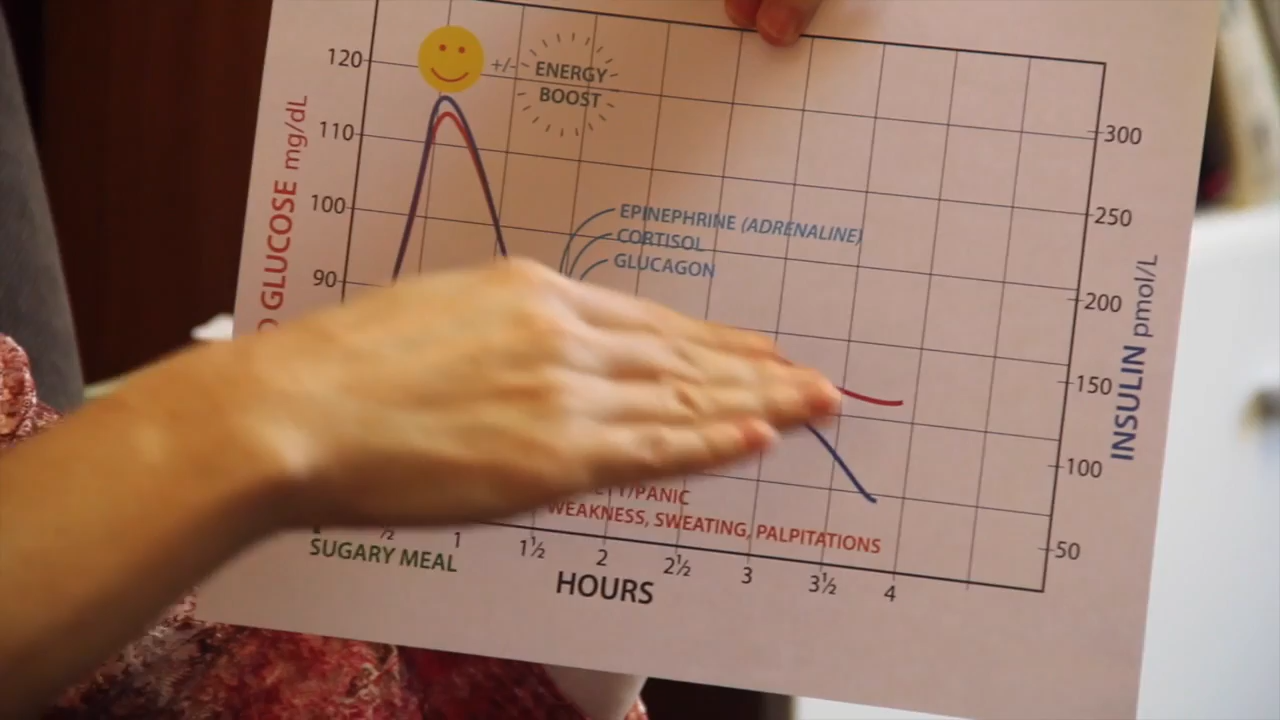 120
110
100
90
GLUCOSE mg/dL
+/-
ENERGY
BOOST
EPINEPHRINE (ADRENALINE)
CORTISOL
GLUCAGON
300
250
200
150
100
50
INSULIN pmol/L
/PANIC
WEAKNESS, SWEATING, PALPITATIONS
½ 1 1½ 2 2½ 3 3½ 4
SUGARY MEAL
HOURS